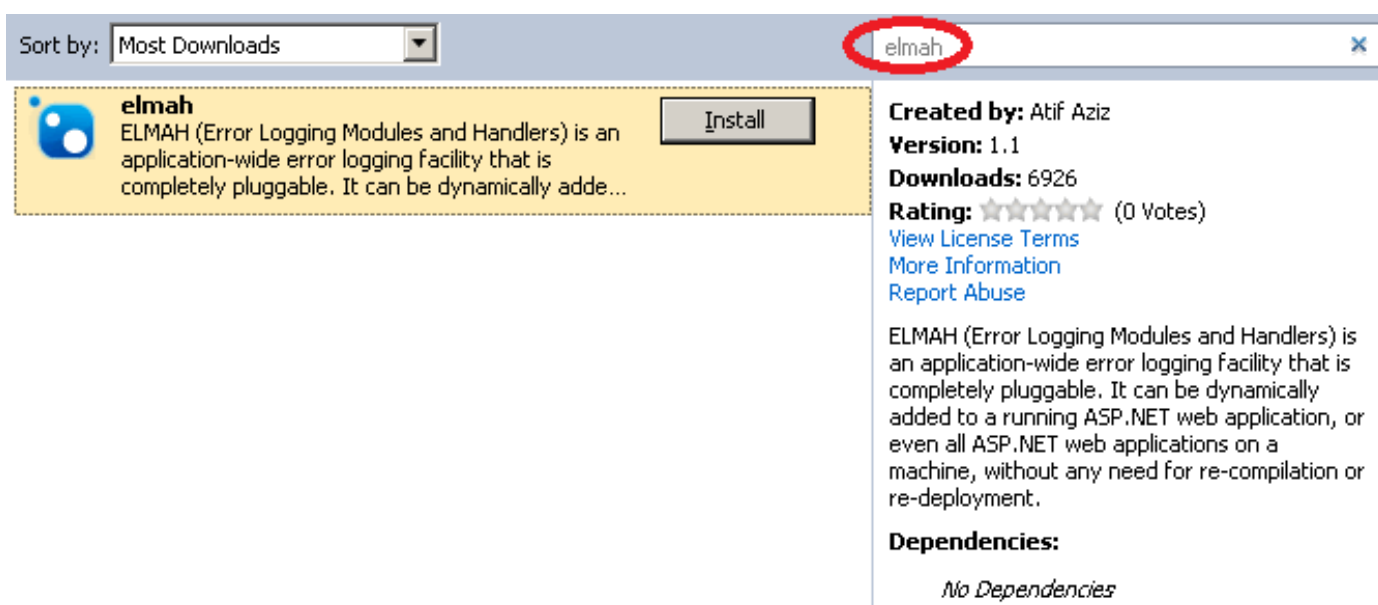 Sort by: Most Downloads
elmah
elmah
ELMAH (Error Logging Modules and Handlers) is an
application-wide error logging facility that is
completely pluggable. It can be dynamically adde...
Install
Created by: Atif Aziz
Version: 1.1
Downloads: 6926
Rating: (0 Votes)
View License Terms
More Information
Report Abuse
ELMAH (Error Logging Modules and Handlers) is
an application-wide error logging facility that is
completely pluggable. It can be dynamically
added to a running ASP.NET web application, or
even all ASP.NET web applications on a
machine, without any need for re-compilation or
re-deployment.
Dependencies:
No Dependencies